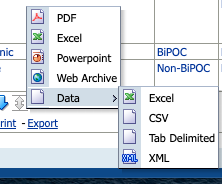 PDF
Excel
Powerpoint
Web Archive
Data
nic
BiPOC
Non-BiPOC
Excel
CSV
Tab Delimited
XML
rint - Export